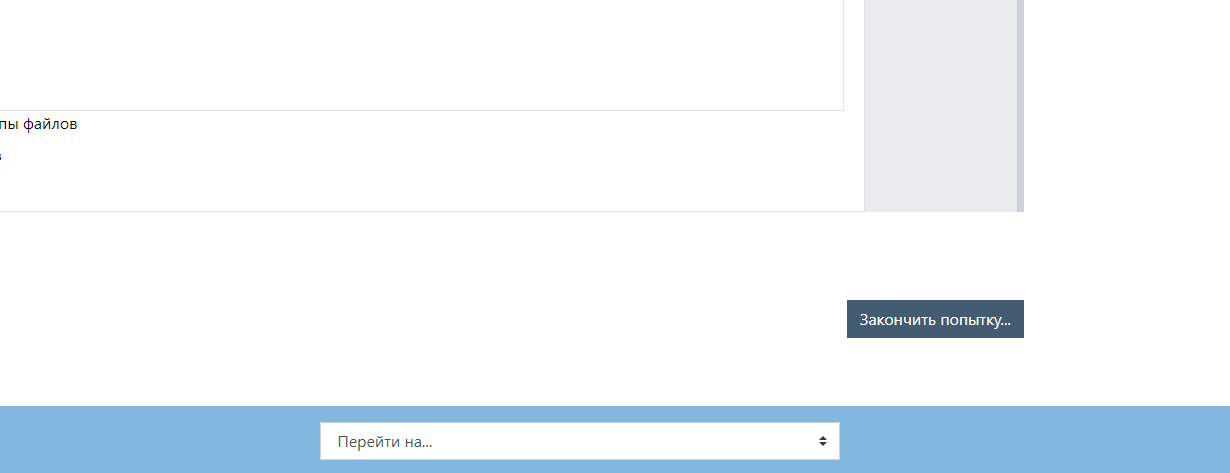 пы файлов
в
Закончить попытку...
Перейти на...